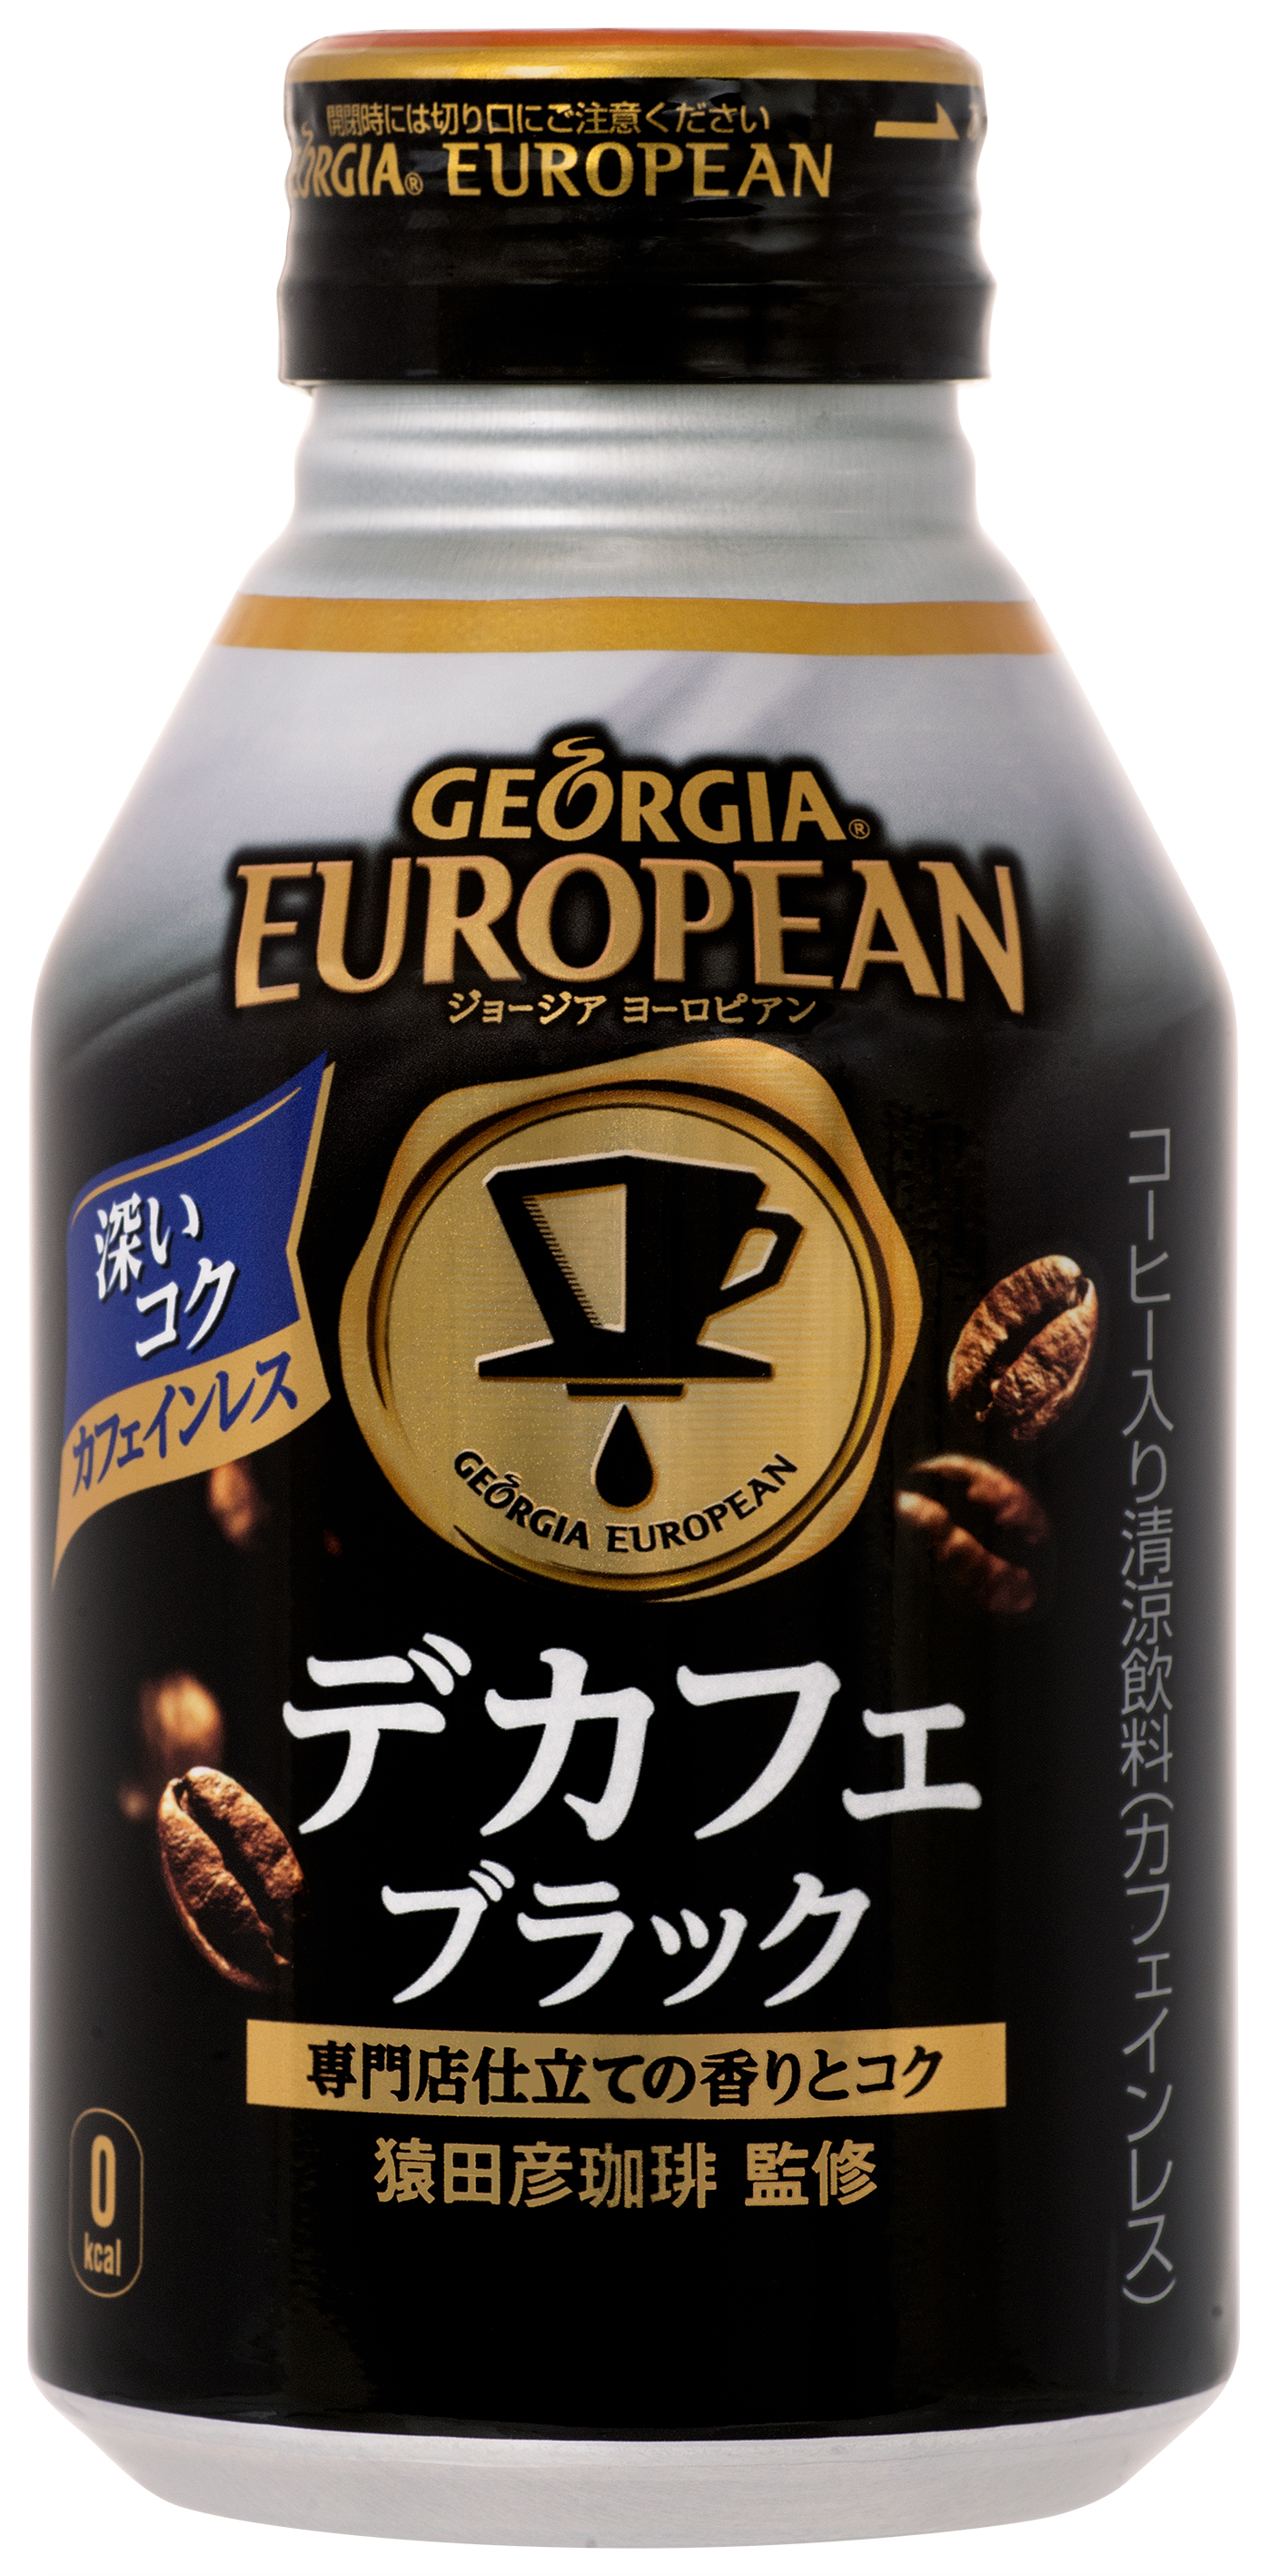 開閉時には切り口にご注意ください
GEORGIA® EUROPEAN
GEORGIA®
EUROPEAN
ジョージア ヨーロピアン
深い
コク
カフェインレス
GEORGIA EUROPEAN
デカフェ
ブラック
専門店仕立ての香りとコク
猿田彦珈琲 監修
0
kcal
コーヒー入り清涼飲料(カフェインレス)